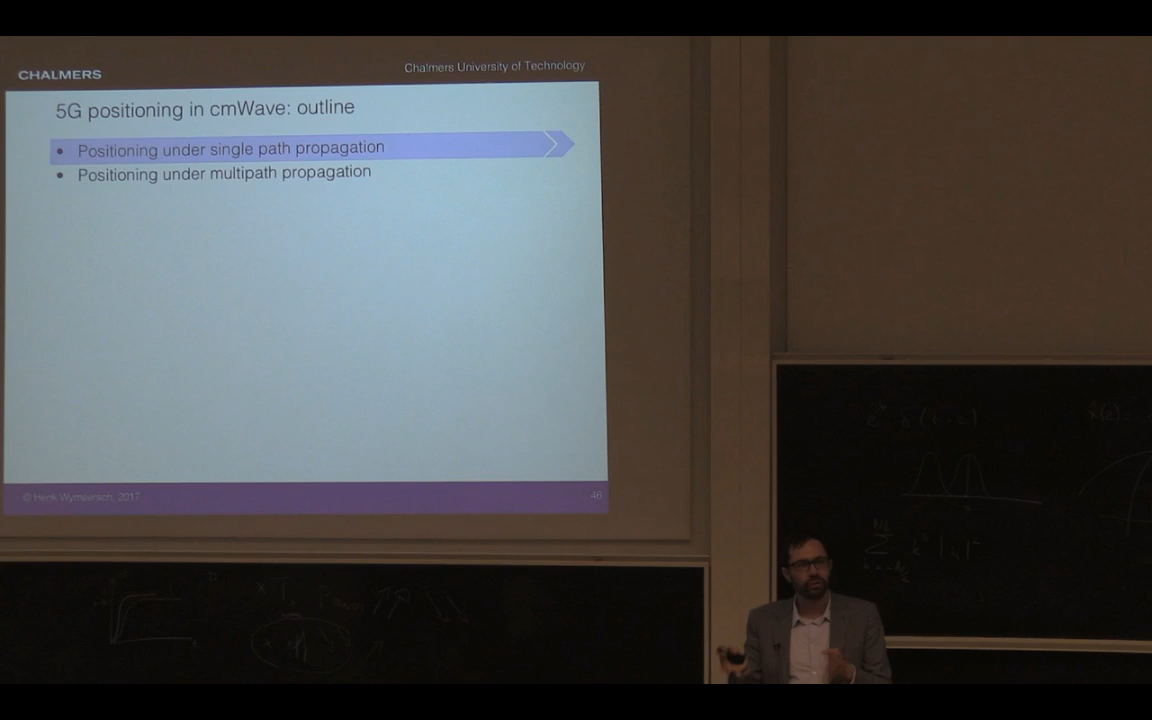 CHALMERS
Chalmers University of Technology
5G positioning in cmWave: outline
• Positioning under single path propagation
• Positioning under multipath propagation
© Henk Wymeersch, 2017
46